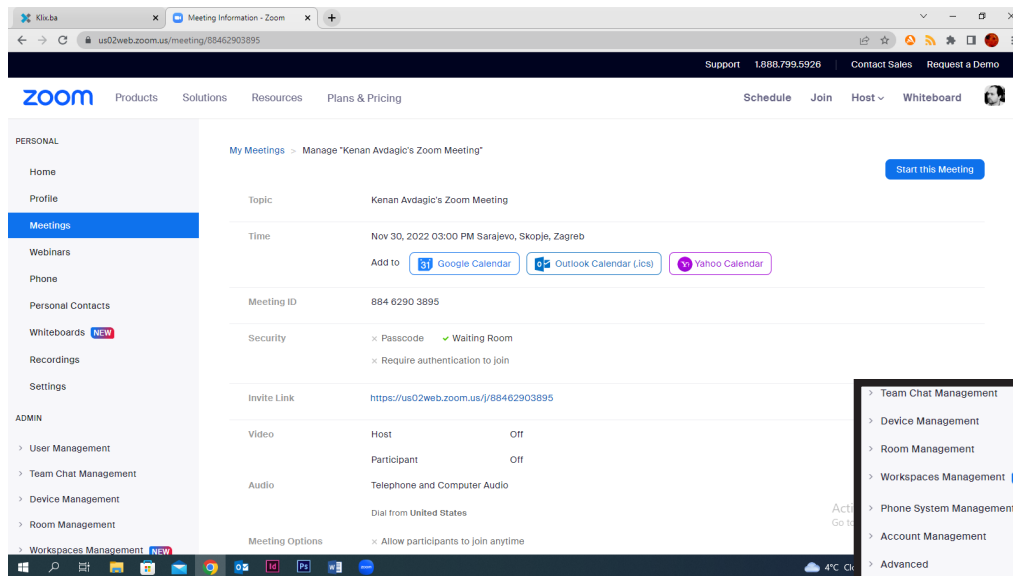 Klix.ba
Meeting Information - Zoom
us02web.zoom.us/meeting/88462903895
Support 1.888.799.5926 Contact Sales Request a Demo
zoom Products Solutions Resources Plans & Pricing Schedule Join Host Whiteboard
PERSONAL
Home
Profile
Meetings
Webinars
Phone
Personal Contacts
Whiteboards NEW
Recordings
Settings
ADMIN
User Management
Team Chat Management
Device Management
Room Management
Workspaces Management NEW
My Meetings > Manage "Kenan Avdagic's Zoom Meeting"
Start this Meeting
Topic Kenan Avdagic's Zoom Meeting
Time Nov 30, 2022 03:00 PM Sarajevo, Skopje, Zagreb
Add to 31 Google Calendar Outlook Calendar (.ics) Yahoo Calendar
Meeting ID 884 6290 3895
Security × Passcode ✓ Waiting Room
× Require authentication to join
Invite Link https://us02web.zoom.us/j/88462903895
Video Host Off
Participant Off
Audio Telephone and Computer Audio
Dial from United States
Meeting Options × Allow participants to join anytime
Go to
Team Chat Management
Device Management
Room Management
Workspaces Management
Phone System Management
Account Management
Advanced
Id Ps
4°C